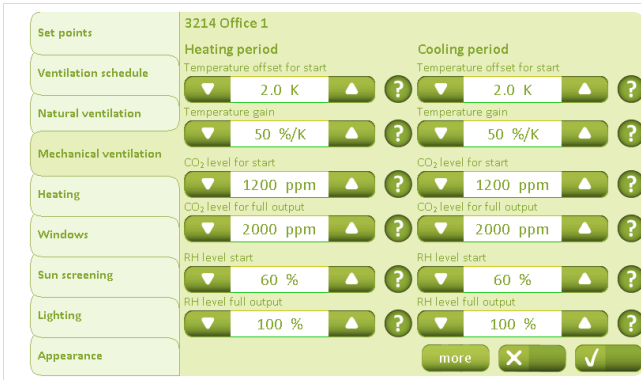 3214 Office 1
Set points
Ventilation schedule
Natural ventilation
Mechanical ventilation
Heating
Windows
Sun screening
Lighting
Appearance
Heating period
Temperature offset for start
2.0 K ?
Temperature gain
50 %/K ?
CO₂ level for start
1200 ppm ?
CO₂ level for full output
2000 ppm ?
RH level start
60 % ?
RH level full output
100 % ?
Cooling period
Temperature offset for start
2.0 K ?
Temperature gain
50 %/K ?
CO₂ level for start
1200 ppm ?
CO₂ level for full output
2000 ppm ?
RH level start
60 % ?
RH level full output
100 % ?
more